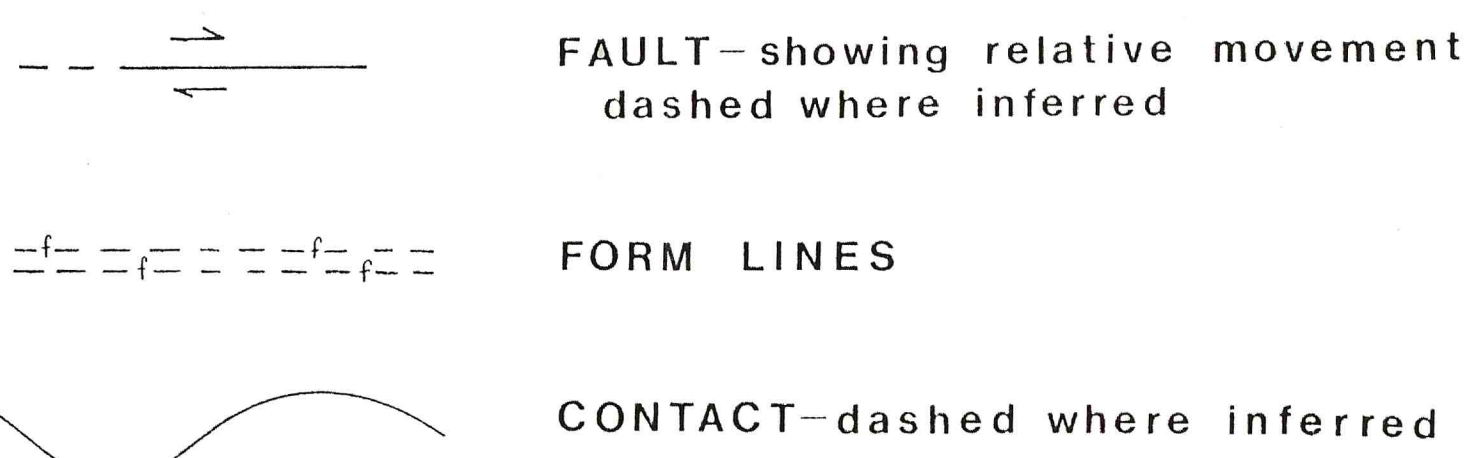 FAULT—showing relative movement
dashed where inferred
f f
f f
FORM LINES
CONTACT—dashed where inferred